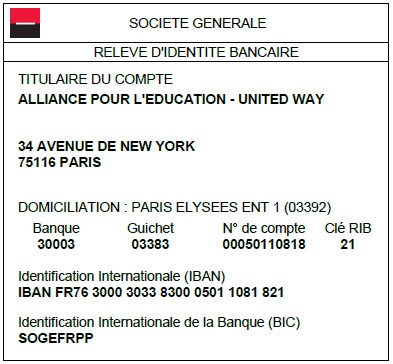 SOCIETE GENERALE
RELEVE D'IDENTITE BANCAIRE
TITULAIRE DU COMPTE
ALLIANCE POUR L'EDUCATION - UNITED WAY
34 AVENUE DE NEW YORK
75116 PARIS
DOMICILIATION : PARIS ELYSEES ENT 1 (03392)
Banque Guichet N° de compte Clé RIB
30003 03383 00050110818 21
Identification Internationale (IBAN)
IBAN FR76 3000 3033 8300 0501 1081 821
Identification Internationale de la Banque (BIC)
SOGEFRPP